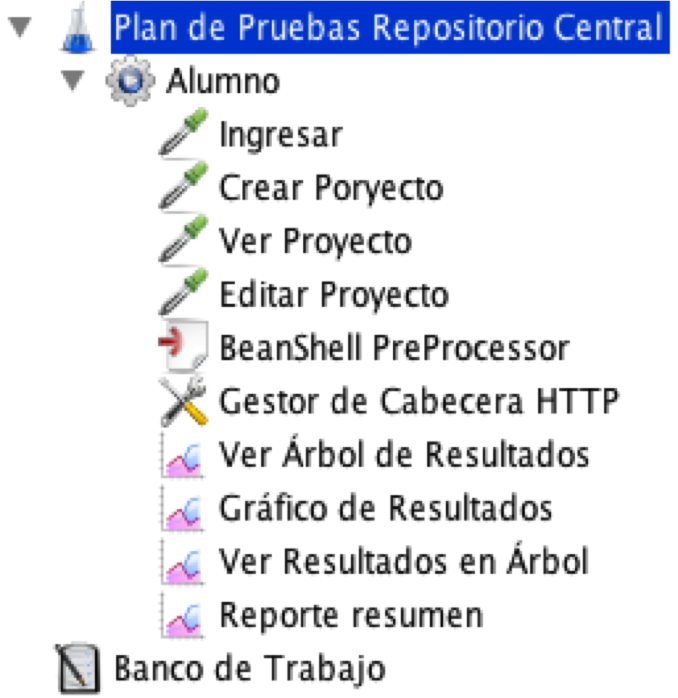 Plan de Pruebas Repositorio Central
Alumno
Ingresar
Crear Poryecto
Ver Proyecto
Editar Proyecto
BeanShell PreProcessor
Gestor de Cabecera HTTP
Ver Árbol de Resultados
Gráfico de Resultados
Ver Resultados en Árbol
Reporte resumen
Banco de Trabajo